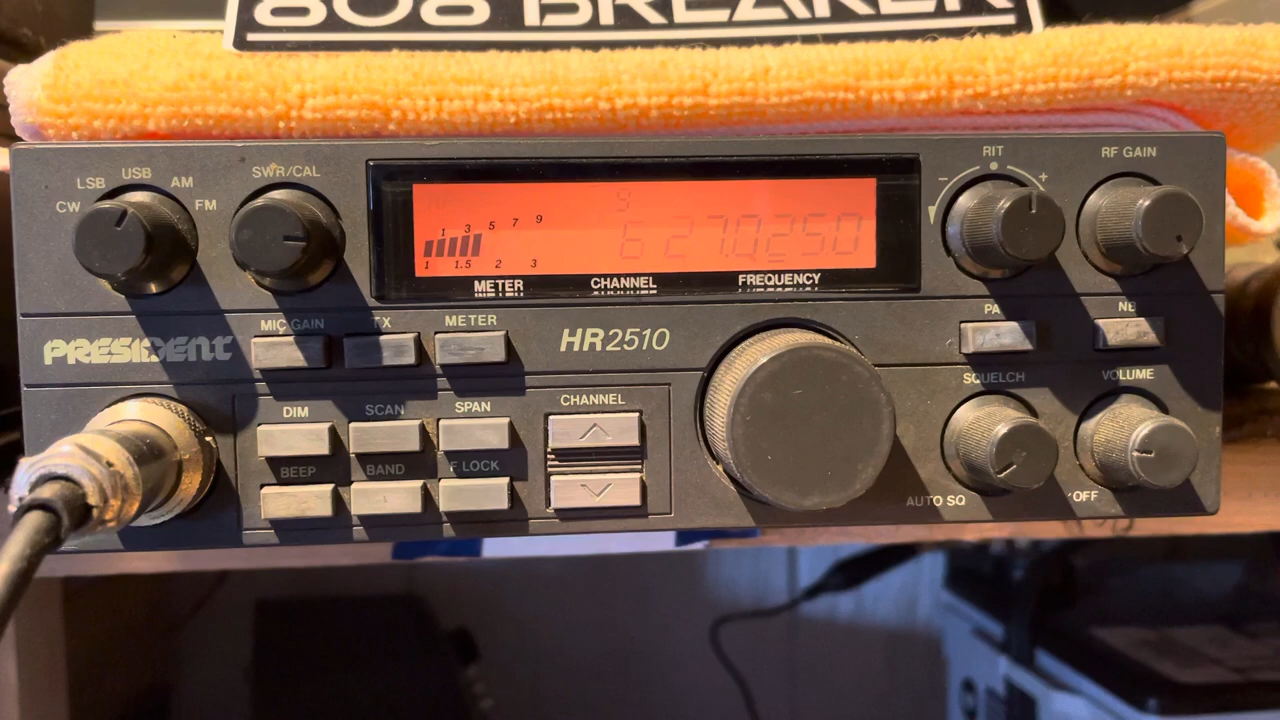 808 BREAKER
LSB USB AM
CW FM
SWR/CAL
1 3 5 7 9
1 1.5 2 3
6 27.0250
METER CHANNEL FREQUENCY
RIT
- +
RF GAIN
PRESIDENT
MIC GAIN TX METER
HR2510
PA NB
DIM SCAN SPAN
BEEP BAND F LOCK
CHANNEL
SQUELCH VOLUME
AUTO SQ OFF